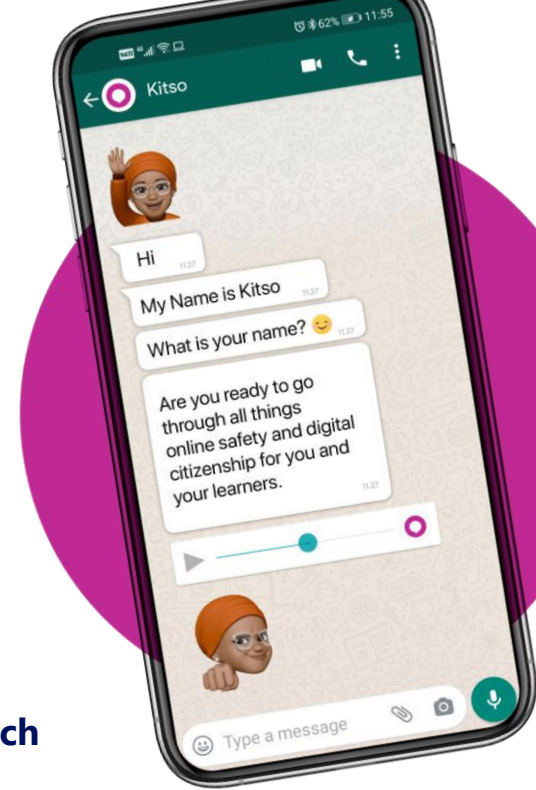 62% 11:55
Kitso
Hi 11.27
My Name is Kitso 11.27
What is your name? 😊 11.27
Are you ready to go
through all things
online safety and digital
citizenship for you and
your learners. 11.27
Type a message
ch